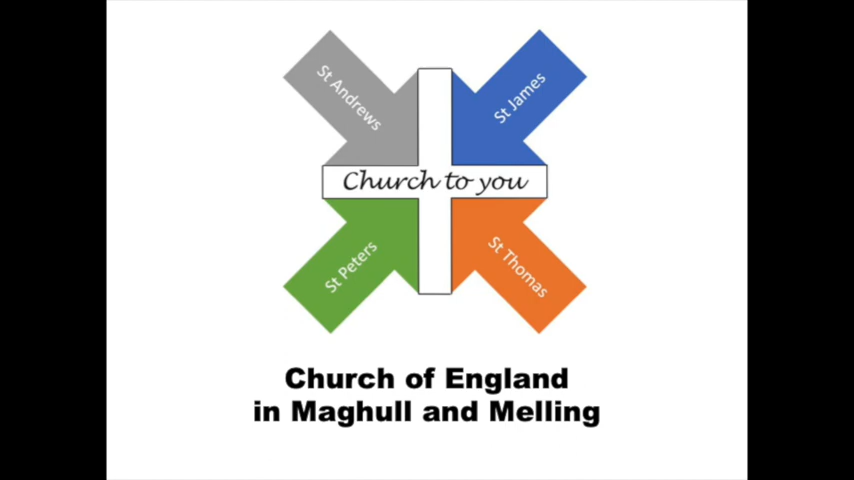 St Andrews
St James
Church to you
St Peters
St Thomas
Church of England
in Maghull and Melling